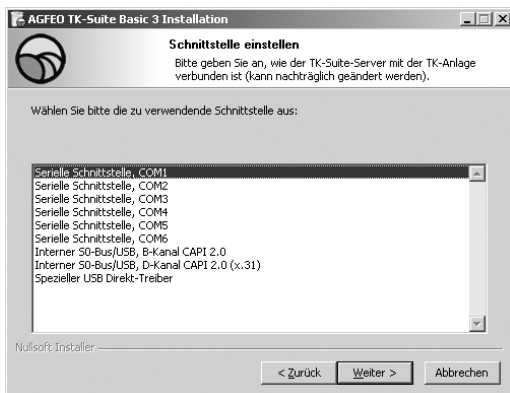 AGFEO TK-Suite Basic 3 Installation
Schnittstelle einstellen
Bitte geben Sie an, wie der TK-Suite-Server mit der TK-Anlage
verbunden ist (kann nachträglich geändert werden).
Wählen Sie bitte die zu verwendende Schnittstelle aus:
Serielle Schnittstelle, COM1
Serielle Schnittstelle, COM2
Serielle Schnittstelle, COM3
Serielle Schnittstelle, COM4
Serielle Schnittstelle, COM5
Serielle Schnittstelle, COM6
Interner S0-Bus/USB, B-Kanal CAPI 2.0
Interner S0-Bus/USB, D-Kanal CAPI 2.0 (x.31)
Spezieller USB Direkt-Treiber
Nullsoft Installer
< Zurück Weiter > Abbrechen